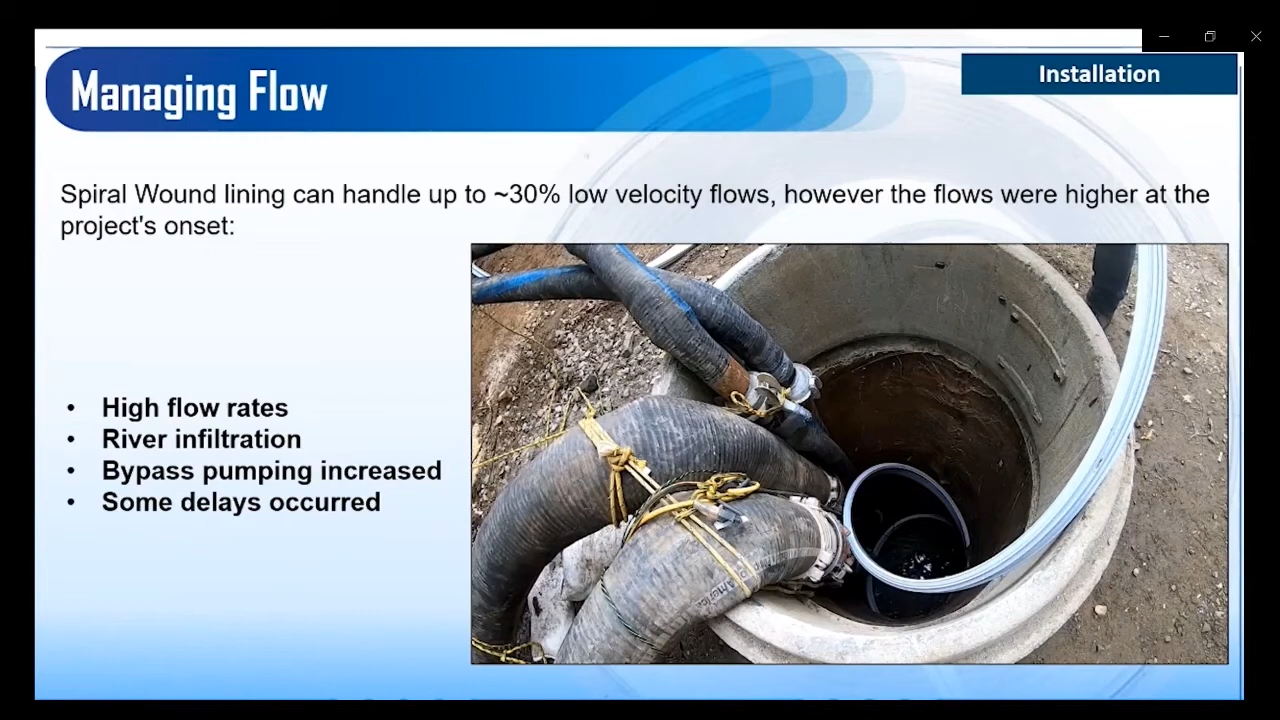 Managing Flow
Installation
Spiral Wound lining can handle up to ~30% low velocity flows, however the flows were higher at the
project's onset:
• High flow rates
• River infiltration
• Bypass pumping increased
• Some delays occurred